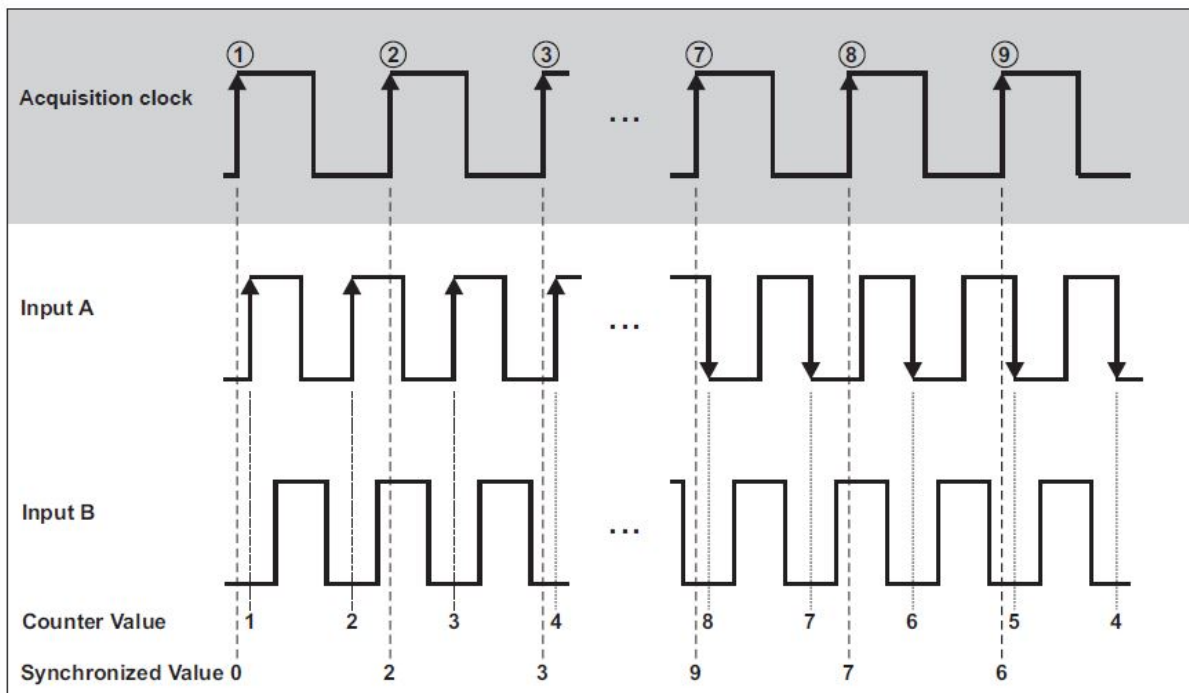 ① ② ③ ⑦ ⑧ ⑨
Acquisition clock
...
Input A
...
Input B
...
Counter Value 1 2 3 4 8 7 6 5 4
Synchronized Value 0 2 3 9 7 6